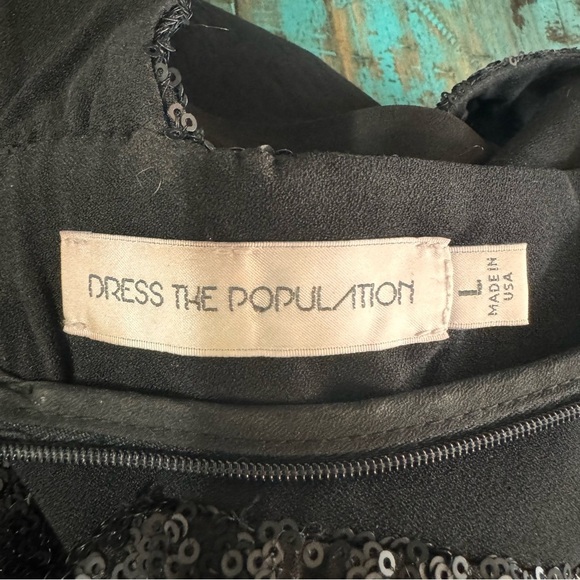 DRESS THE POPULATION
L
MADE IN
USA